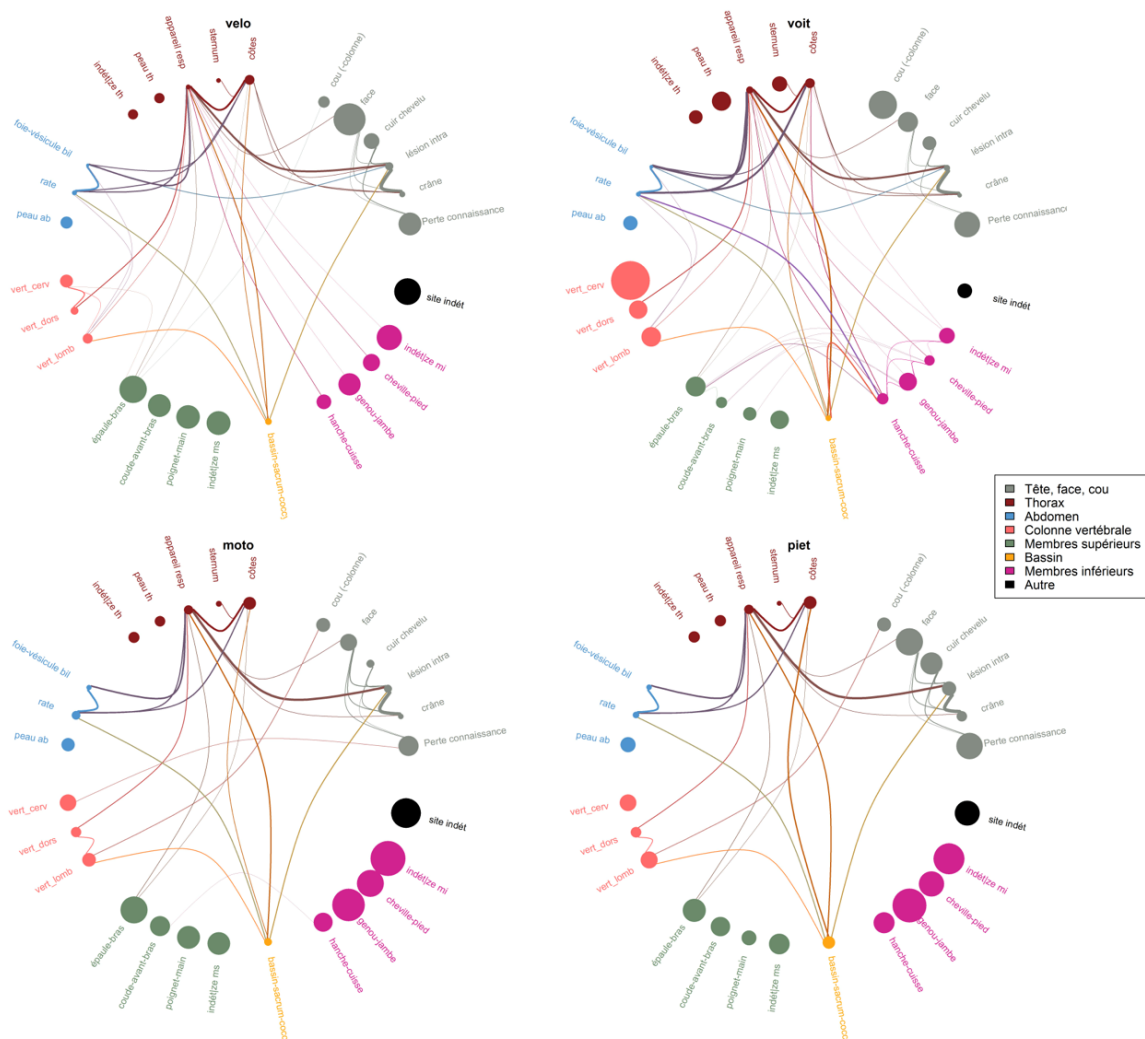 velo
indét|ze th
peau th
appareil resp
sternum
côtes
cou (-colonne)
face
cuir chevelu
lésion intra
crâne
Perte connaissance
site indét
indét|ze mi
cheville-pied
genou-jambe
hanche-cuisse
bassin-sacrum-coccy
indét|ze ms
poignet-main
coude-avant-bras
épaule-bras
vert_lomb
vert_dors
vert_cerv
peau ab
rate
foie-vésicule bil
voit
indét|ze th
peau th
appareil resp
sternum
côtes
cou (-colonne)
face
cuir chevelu
lésion intra
crâne
Perte connaissance
site indét
indét|ze mi
cheville-pied
genou-jambe
hanche-cuisse
bassin-sacrum-cocc
indét|ze ms
poignet-main
coude-avant-bras
épaule-bras
vert_lomb
vert_dors
vert_cerv
peau ab
rate
foie-vésicule bil
Tête, face, cou
Thorax
Abdomen
Colonne vertébrale
Membres supérieurs
Bassin
Membres inférieurs
Autre
moto
indét|ze th
peau th
appareil resp
sternum
côtes
cou (-colonne)
face
cuir chevelu
lésion intra
crâne
Perte connaissance
site indét
indét|ze mi
cheville-pied
genou-jambe
hanche-cuisse
bassin-sacrum-cocc
indét|ze ms
poignet-main
coude-avant-bras
épaule-bras
vert_lomb
vert_dors
vert_cerv
peau ab
rate
foie-vésicule bil
piet
indét|ze th
peau th
appareil resp
sternum
côtes
cou (-colonne)
face
cuir chevelu
lésion intra
crâne
Perte connaissance
site indét
indét|ze mi
cheville-pied
genou-jambe
hanche-cuisse
bassin-sacrum-cocc
indét|ze ms
poignet-main
coude-avant-bras
épaule-bras
vert_lomb
vert_dors
vert_cerv
peau ab
rate
foie-vésicule bil